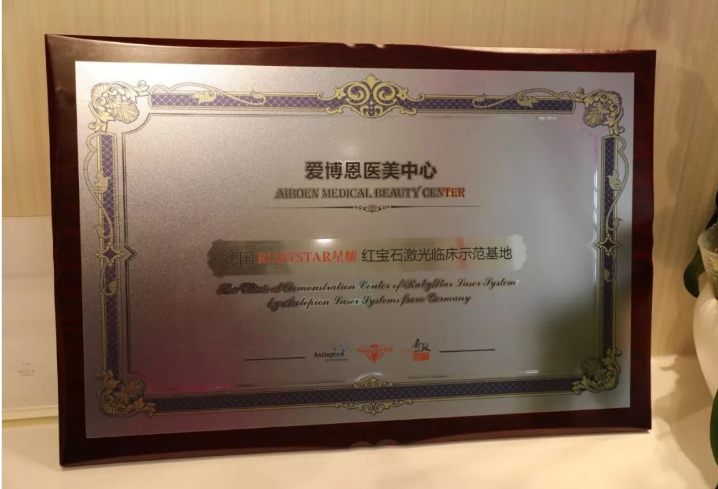 爱博恩医美中心
AIBOEN MEDICAL BEAUTY CENTER
德国 RUBYSTAR星耀 红宝石激光临床示范基地
The Clinical Demonstration Center of RubyStar Laser System
by Asclepion Laser Systems from Germany
Asclepion